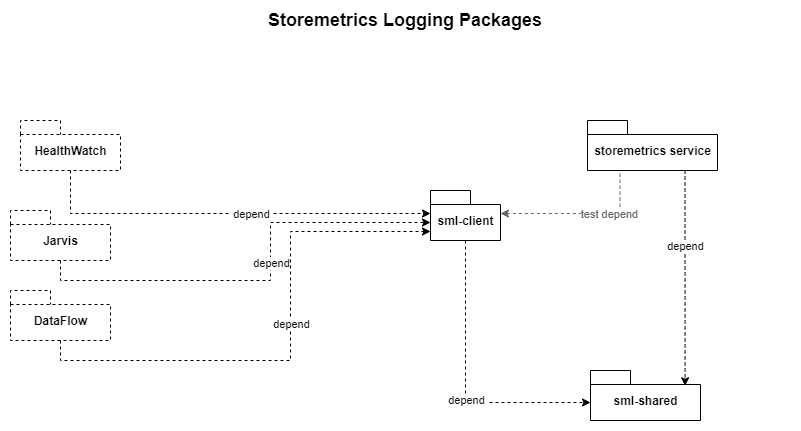 Storemetrics Logging Packages
HealthWatch
storemetrics service
depend
sml-client
test depend
Jarvis
depend
depend
DataFlow
depend
depend
sml-shared